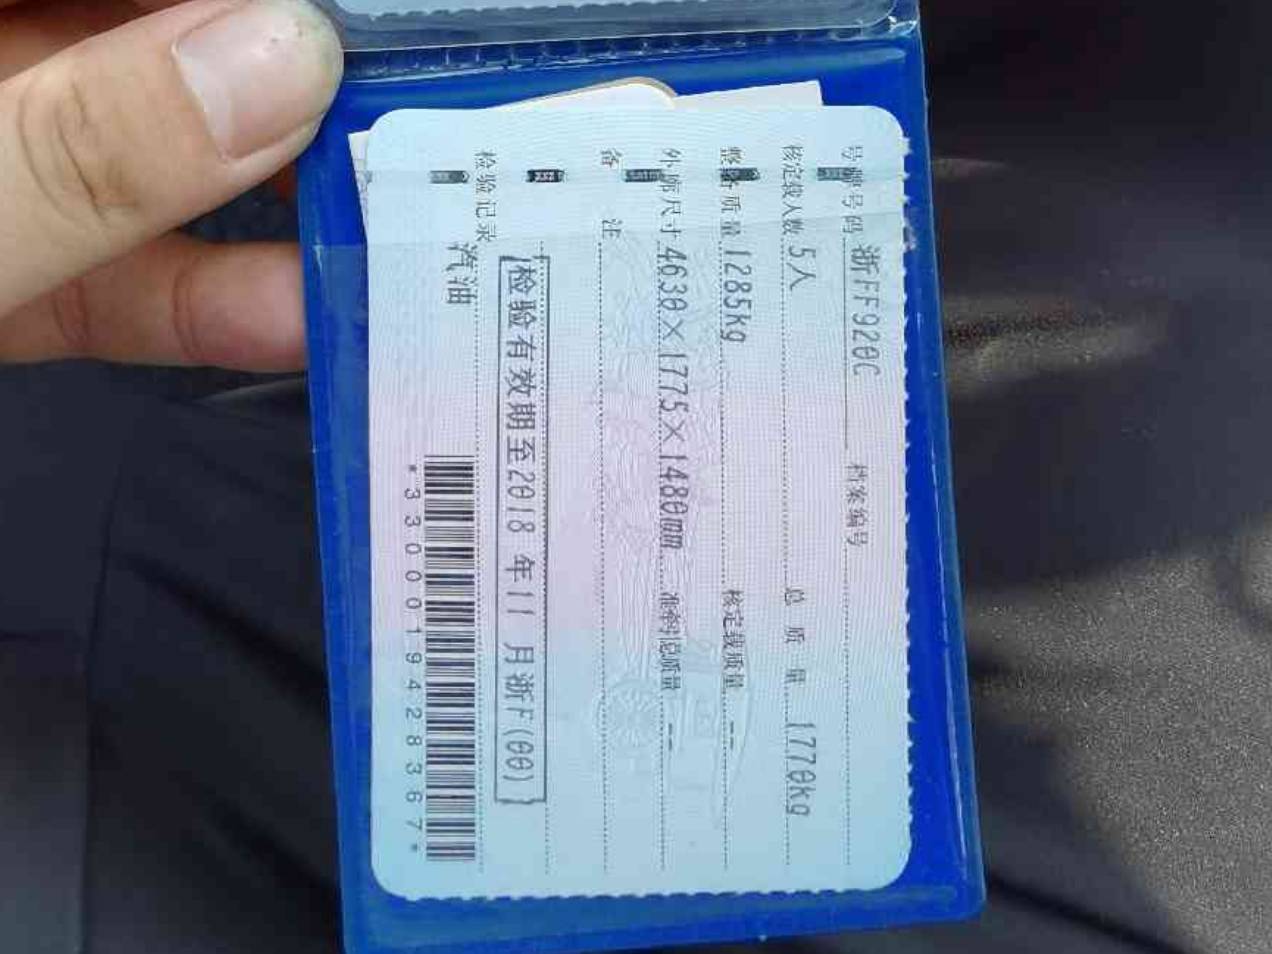 号牌号码 浙FF920C 档案编号
核定载人数 5人 总质量 1770kg
整备质量 1285kg 核定载质量 --
外廓尺寸 4630×1775×1480mm 准牵引总质量 --
备注
检验有效期至2018年11月浙F(00)
检验记录
汽油
*3300019428367*